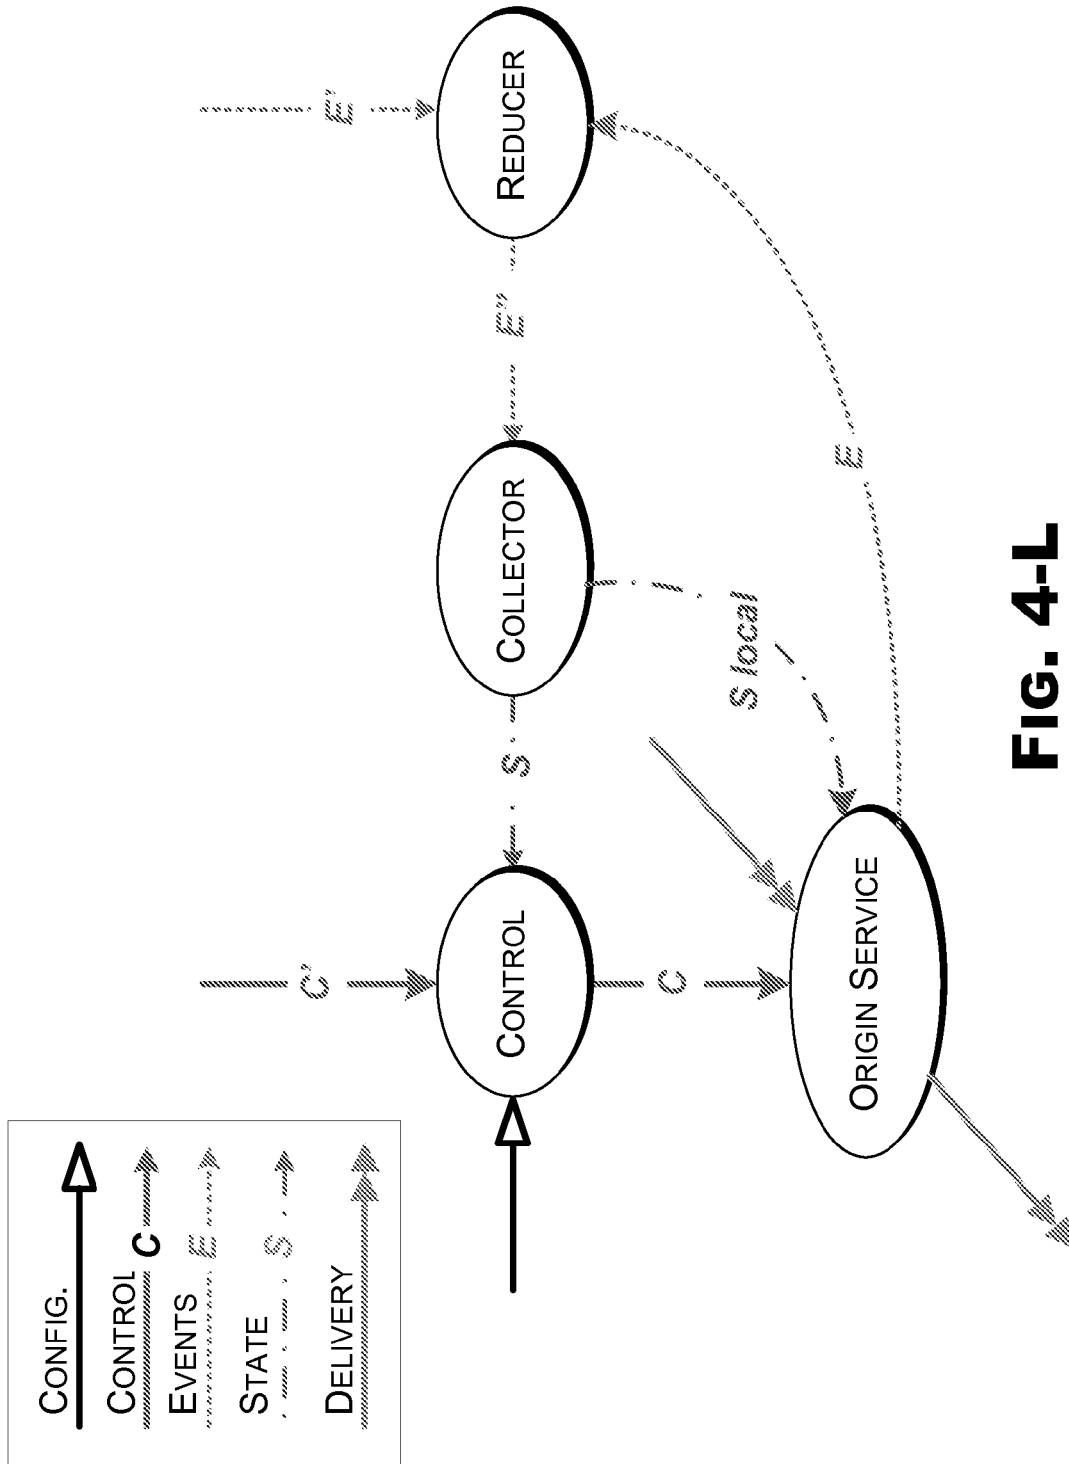 CONFIG.
CONTROL
C
EVENTS
E
STATE
S
DELIVERY
C'
E'
CONTROL
S
COLLECTOR
E"
REDUCER
C
S local
E
ORIGIN SERVICE
FIG. 4-L